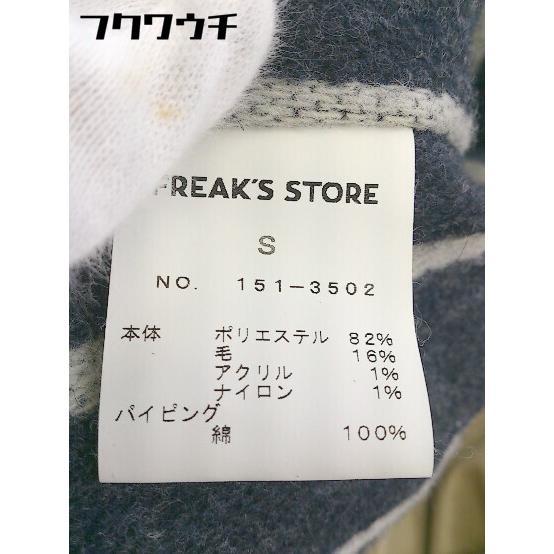 フクワウチ
FREAK'S STORE
S
NO. 151-3502
本体 ポリエステル 82%
毛 16%
アクリル 1%
ナイロン 1%
パイピング
綿 100%